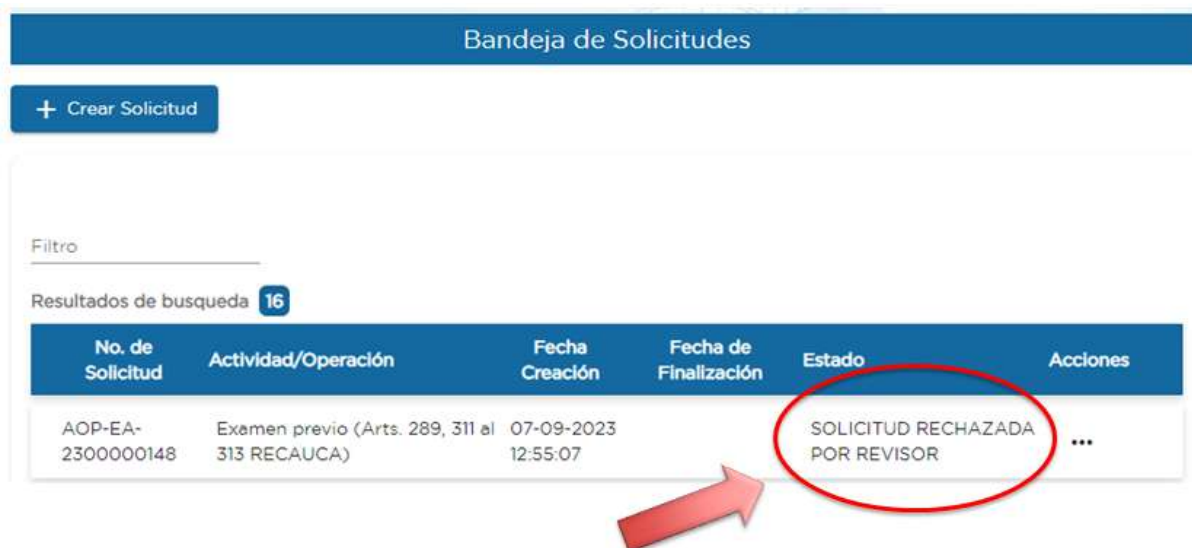 Bandeja de Solicitudes
+ Crear Solicitud
Filtro
Resultados de busqueda 16
No. de Solicitud Actividad/Operación Fecha Creación Fecha de Finalización Estado Acciones
AOP-EA- Examen previo (Arts. 289, 311 al 07-09-2023 SOLICITUD RECHAZADA ...
2300000148 313 RECAUCA) 12:55:07 POR REVISOR